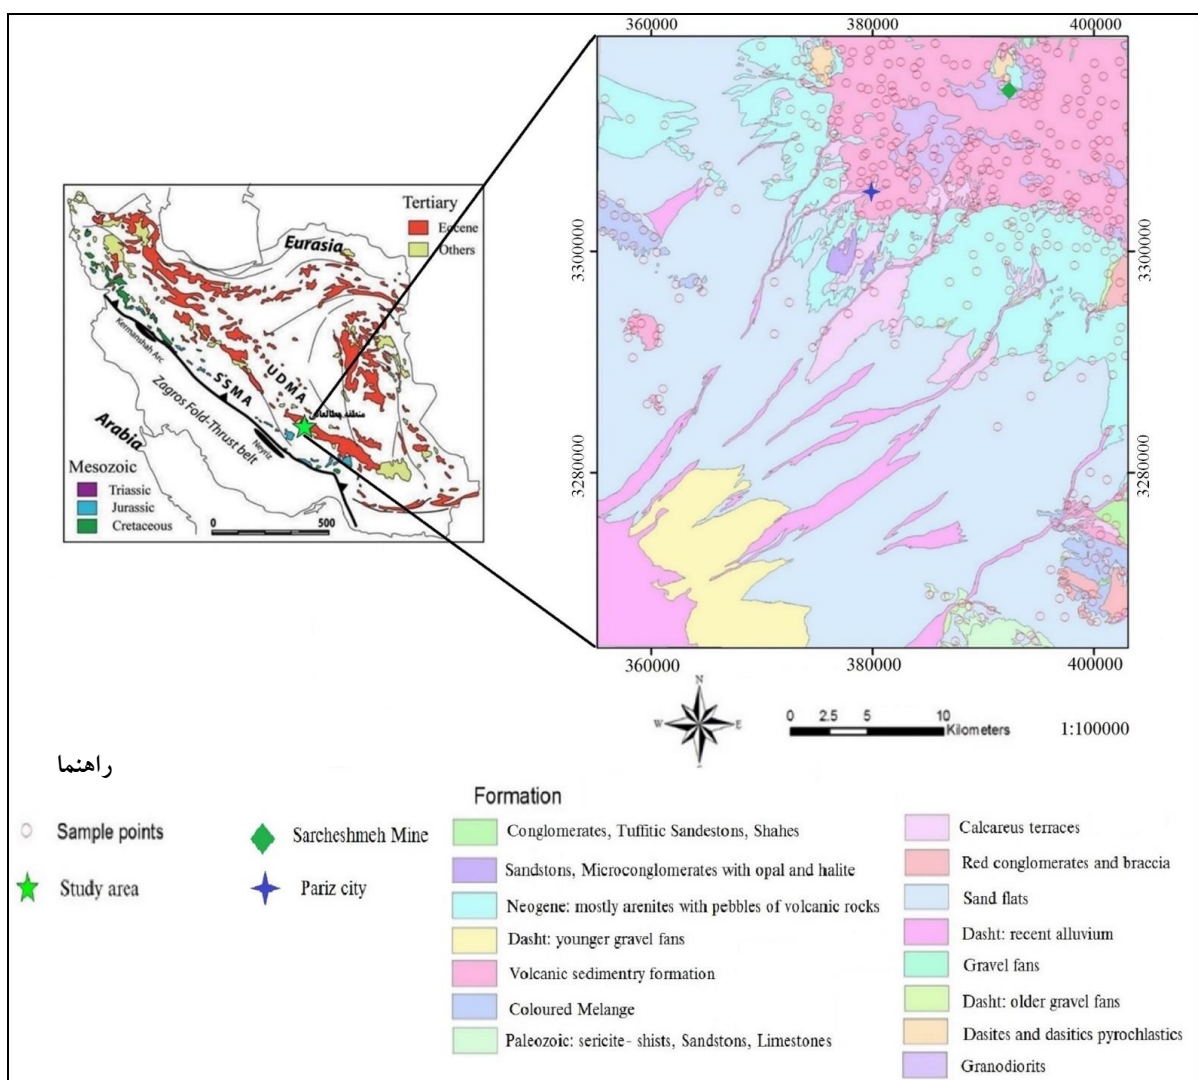 360000 380000 400000
Tertiary
Eocene
Others
Eurasia
Kermanshah Arc
SSMA
UDMA
Zagros Fold-Thrust belt
Neyriz
Arabia
منطقه مطالعاتی
Mesozoic
Triassic
Jurassic
Cretaceous
0 500
3300000
3280000
3300000
3280000
360000 380000 400000
N
W E
S
0 2.5 5 10
Kilometers
1:100000
راهنما
Sample points
Study area
Sarcheshmeh Mine
Pariz city
Formation
Conglomerates, Tuffitic Sandestons, Shahes
Sandstons, Microconglomerates with opal and halite
Neogene: mostly arenites with pebbles of volcanic rocks
Dasht: younger gravel fans
Volcanic sedimentry formation
Coloured Melange
Paleozoic: sericite- shists, Sandstons, Limestones
Calcareus terraces
Red conglomerates and braccia
Sand flats
Dasht: recent alluvium
Gravel fans
Dasht: older gravel fans
Dasites and dasitics pyrochlastics
Granodiorits